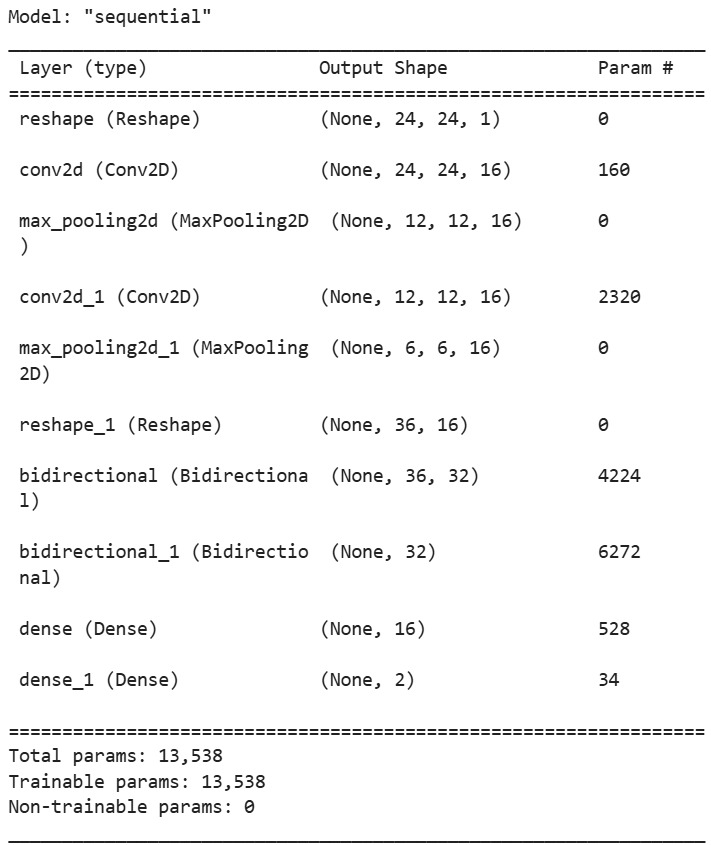 Model: "sequential"
Layer (type) Output Shape Param #
reshape (Reshape) (None, 24, 24, 1) 0
conv2d (Conv2D) (None, 24, 24, 16) 160
max_pooling2d (MaxPooling2D (None, 12, 12, 16) 0
)
conv2d_1 (Conv2D) (None, 12, 12, 16) 2320
max_pooling2d_1 (MaxPooling (None, 6, 6, 16) 0
2D)
reshape_1 (Reshape) (None, 36, 16) 0
bidirectional (Bidirectiona (None, 36, 32) 4224
l)
bidirectional_1 (Bidirectio (None, 32) 6272
nal)
dense (Dense) (None, 16) 528
dense_1 (Dense) (None, 2) 34
Total params: 13,538
Trainable params: 13,538
Non-trainable params: 0